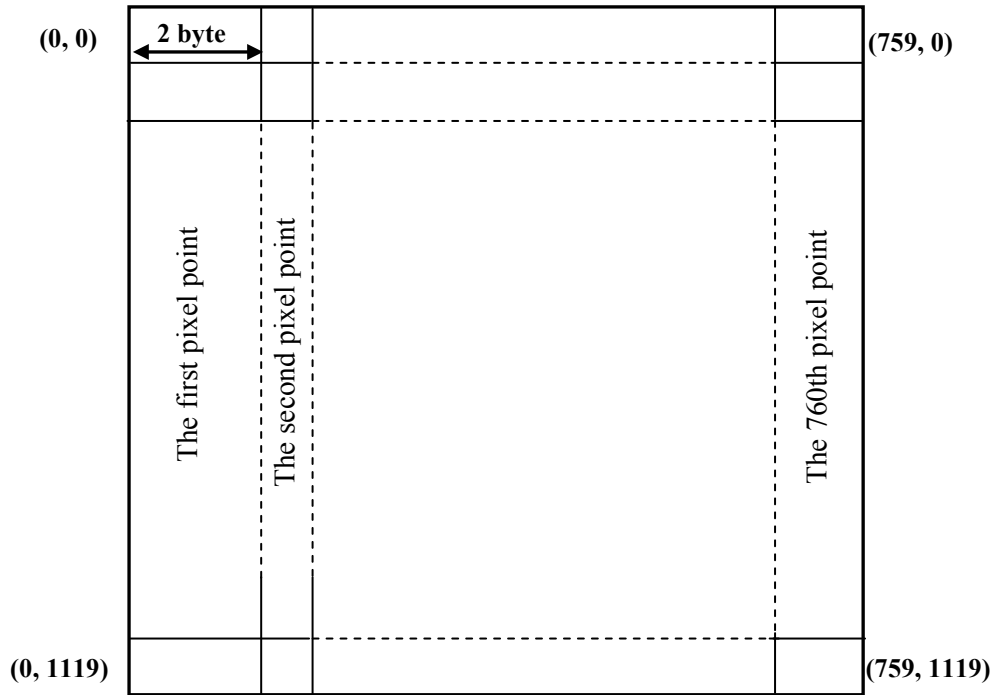 (0, 0)
2 byte
(759, 0)
The first pixel point
The second pixel point
The 760th pixel point
(0, 1119)
(759, 1119)